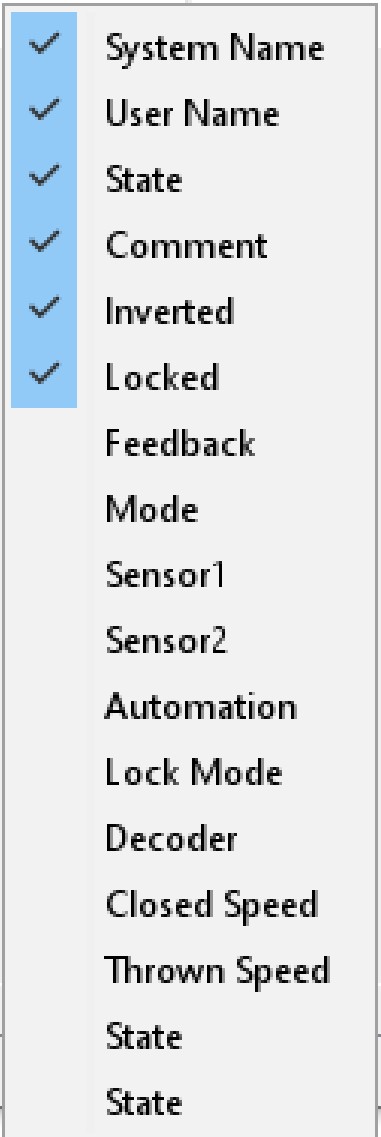 System Name
User Name
State
Comment
Inverted
Locked
Feedback
Mode
Sensor1
Sensor2
Automation
Lock Mode
Decoder
Closed Speed
Thrown Speed
State
State